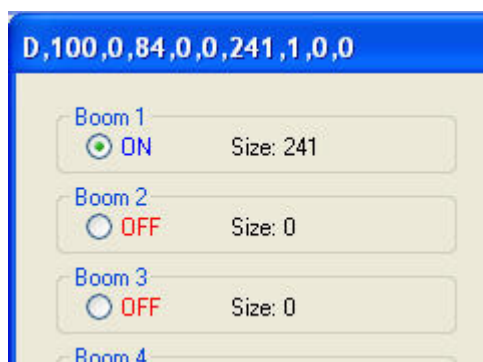 D,100,0,84,0,0,241,1,0,0
Boom 1
ON Size: 241
Boom 2
OFF Size: 0
Boom 3
OFF Size: 0
Boom 4